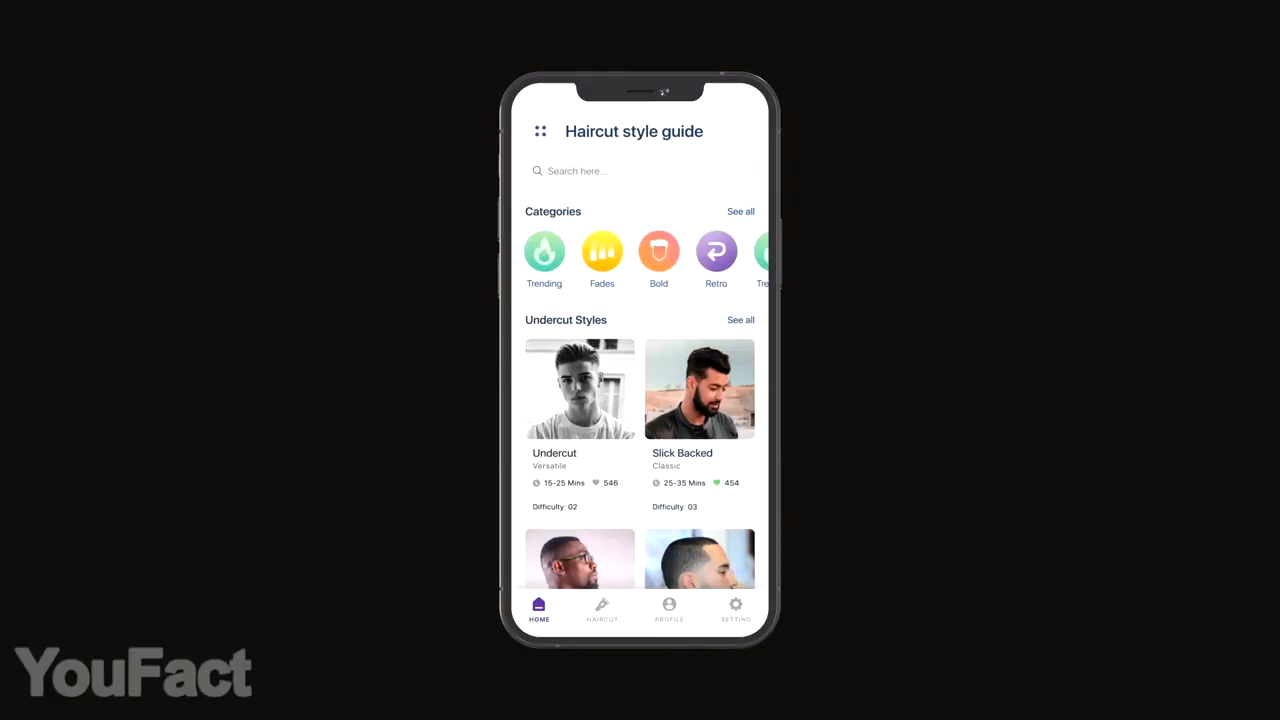 Haircut style guide
Search here...
Categories See all
Trending Fades Bold Retro Tre
Undercut Styles See all
Undercut Slick Backed
Versatile Classic
15-25 Mins 546 25-35 Mins 454
Difficulty 02 Difficulty 03
HOME HAIRCUT PROFILE SETTING
YouFact